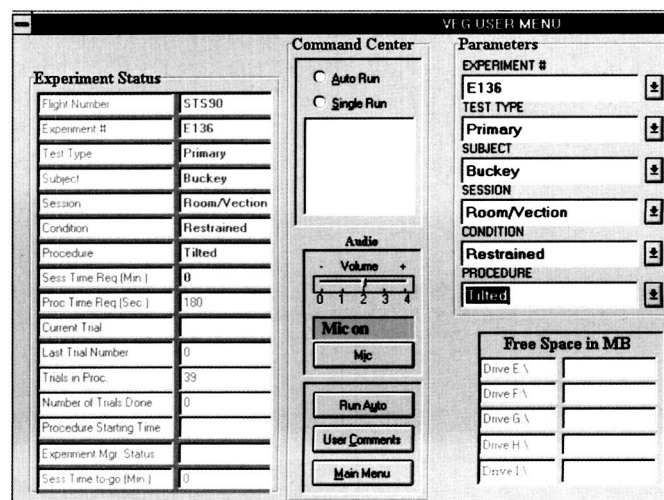 VEG USER MENU
Experiment Status
Flight Number STS90
Experiment # E136
Test Type Primary
Subject Buckey
Session Room/Vection
Condition Restrained
Procedure Tilted
Sess Time Req (Min.) 0
Proc Time Req (Sec.) 180
Current Trial
Last Trial Number 0
Trials in Proc. 39
Number of Trials Done 0
Procedure Starting Time
Experiment Mgr. Status
Sess Time to-go (Min.) 0
Command Center
Auto Run
Single Run
Audio
- Volume +
0 1 2 3 4
Mic on
Mic
Run Auto
User Comments
Main Menu
Parameters
EXPERIMENT #
E136
TEST TYPE
Primary
SUBJECT
Buckey
SESSION
Room/Vection
CONDITION
Restrained
PROCEDURE
Tilted
Free Space in MB
Drive E:\
Drive F:\
Drive G:\
Drive H:\
Drive I:\